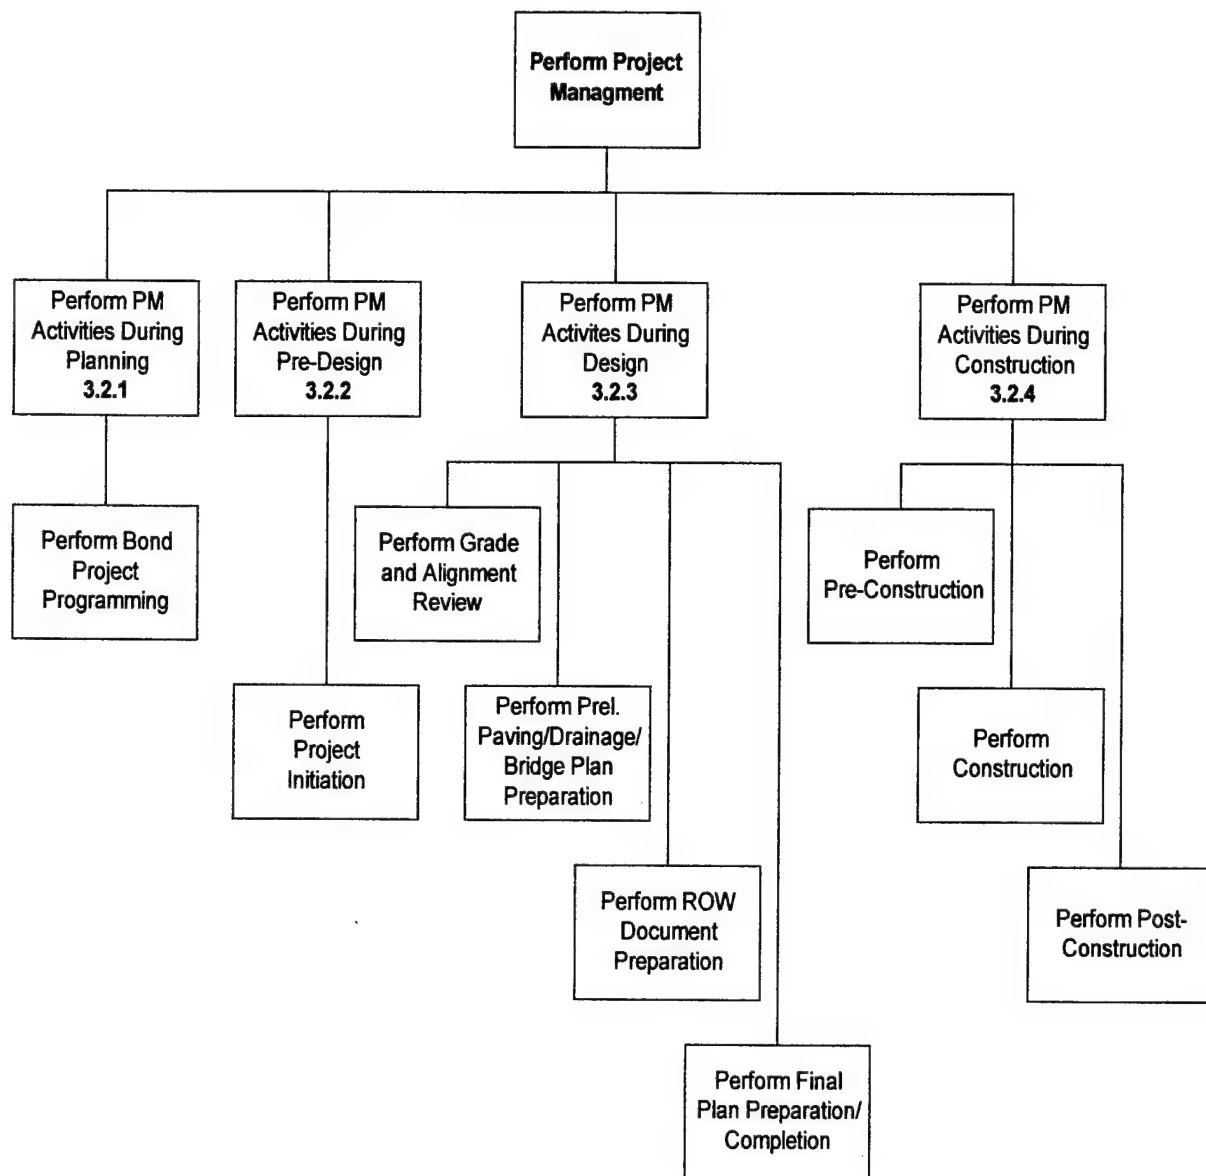 Perform Project
Managment
Perform PM
Activities During
Planning
3.2.1
Perform PM
Activities During
Pre-Design
3.2.2
Perform PM
Activites During
Design
3.2.3
Perform PM
Activities During
Construction
3.2.4
Perform Bond
Project
Programming
Perform Grade
and Alignment
Review
Perform
Pre-Construction
Perform
Project
Initiation
Perform Prel.
Paving/Drainage/
Bridge Plan
Preparation
Perform
Construction
Perform ROW
Document
Preparation
Perform Post-
Construction
Perform Final
Plan Preparation/
Completion